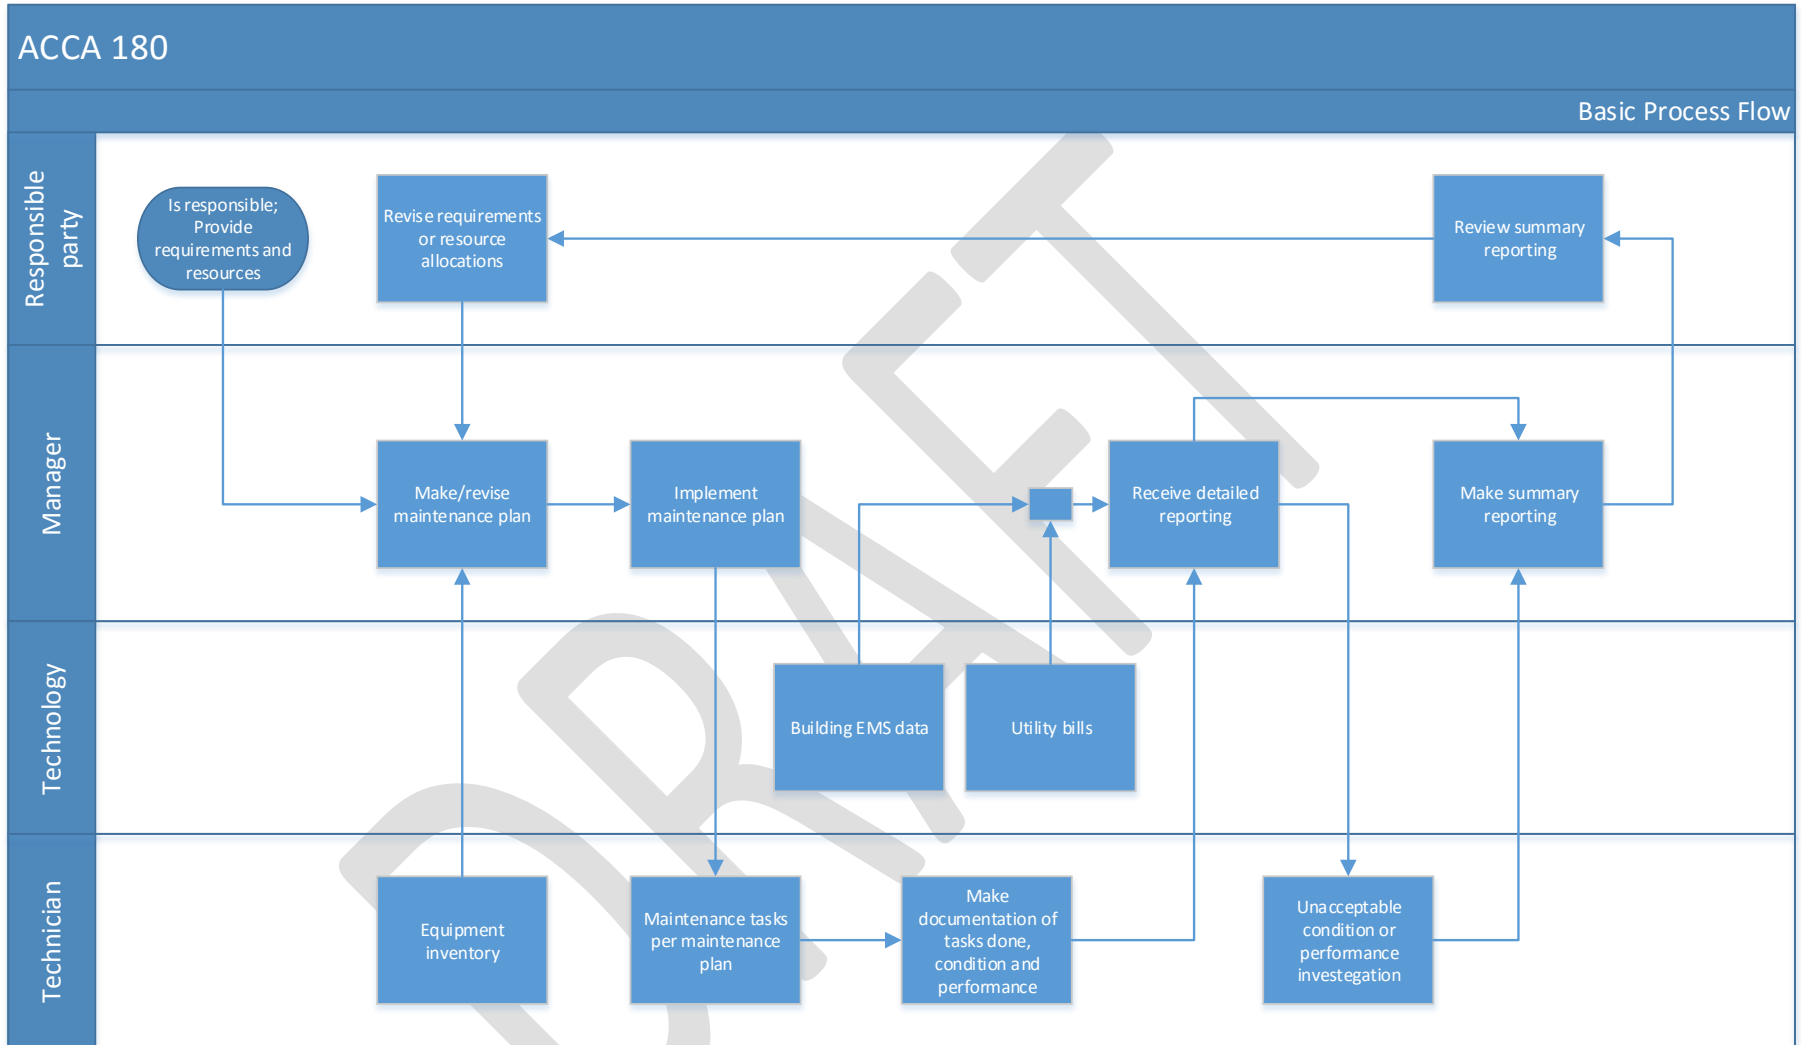 ACCA 180
Basic Process Flow
Responsible
party
Is responsible;
Provide
requirements and
resources
Revise requirements
or resource
allocations
Review summary
reporting
Manager
Make/revise
maintenance plan
Implement
maintenance plan
Receive detailed
reporting
Make summary
reporting
Technology
Building EMS data
Utility bills
Technician
Equipment
inventory
Maintenance tasks
per maintenance
plan
Make
documentation of
tasks done,
condition and
performance
Unacceptable
condition or
performance
investegation
DRAFT